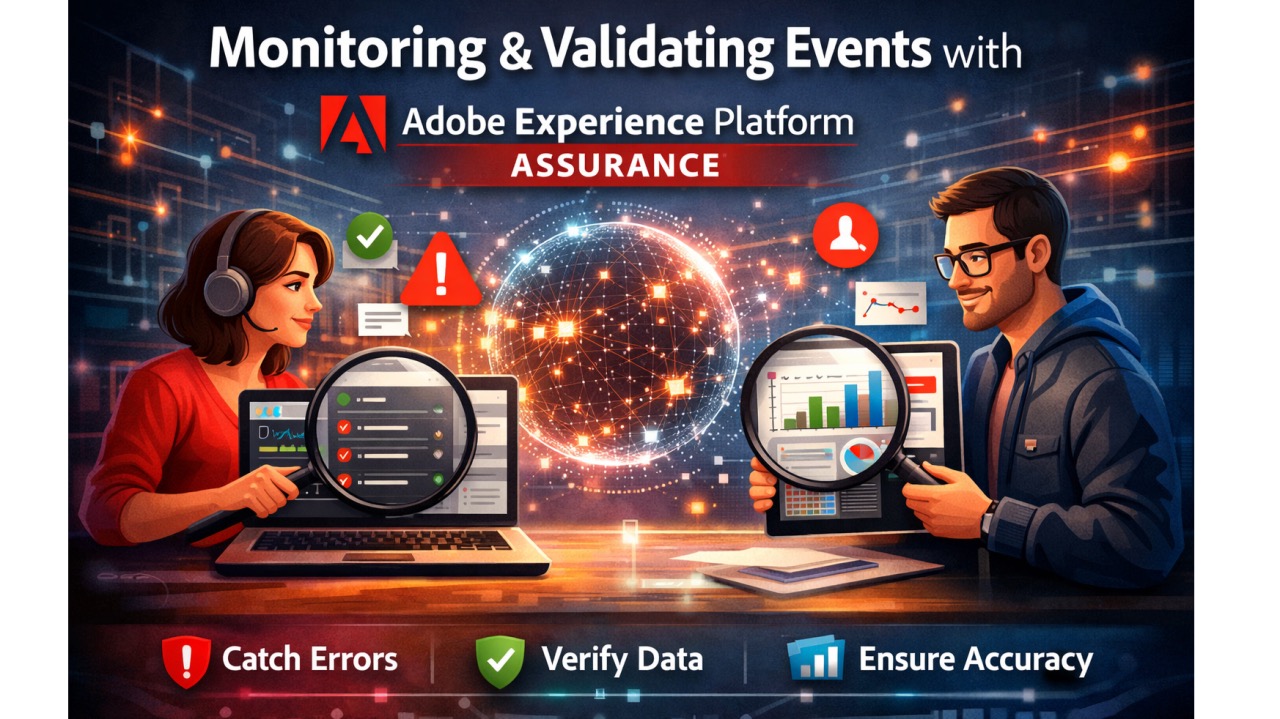 Monitoring & Validating Events with
Adobe Experience Platform
ASSURANCE
Catch Errors
Verify Data
Ensure Accuracy